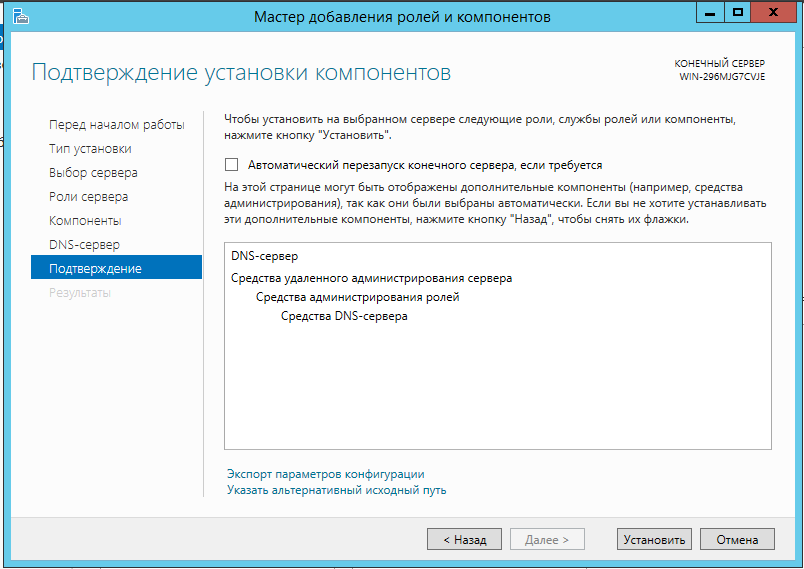 Мастер добавления ролей и компонентов
Подтверждение установки компонентов
КОНЕЧНЫЙ СЕРВЕР
WIN-296MJG7CVJE
Перед началом работы
Тип установки
Выбор сервера
Роли сервера
Компоненты
DNS-сервер
Подтверждение
Результаты
Чтобы установить на выбранном сервере следующие роли, службы ролей или компоненты,
нажмите кнопку "Установить".
Автоматический перезапуск конечного сервера, если требуется
На этой странице могут быть отображены дополнительные компоненты (например, средства
администрирования), так как они были выбраны автоматически. Если вы не хотите устанавливать
эти дополнительные компоненты, нажмите кнопку "Назад", чтобы снять их флажки.
DNS-сервер
Средства удаленного администрирования сервера
Средства администрирования ролей
Средства DNS-сервера
Экспорт параметров конфигурации
Указать альтернативный исходный путь
< Назад
Далее >
Установить
Отмена